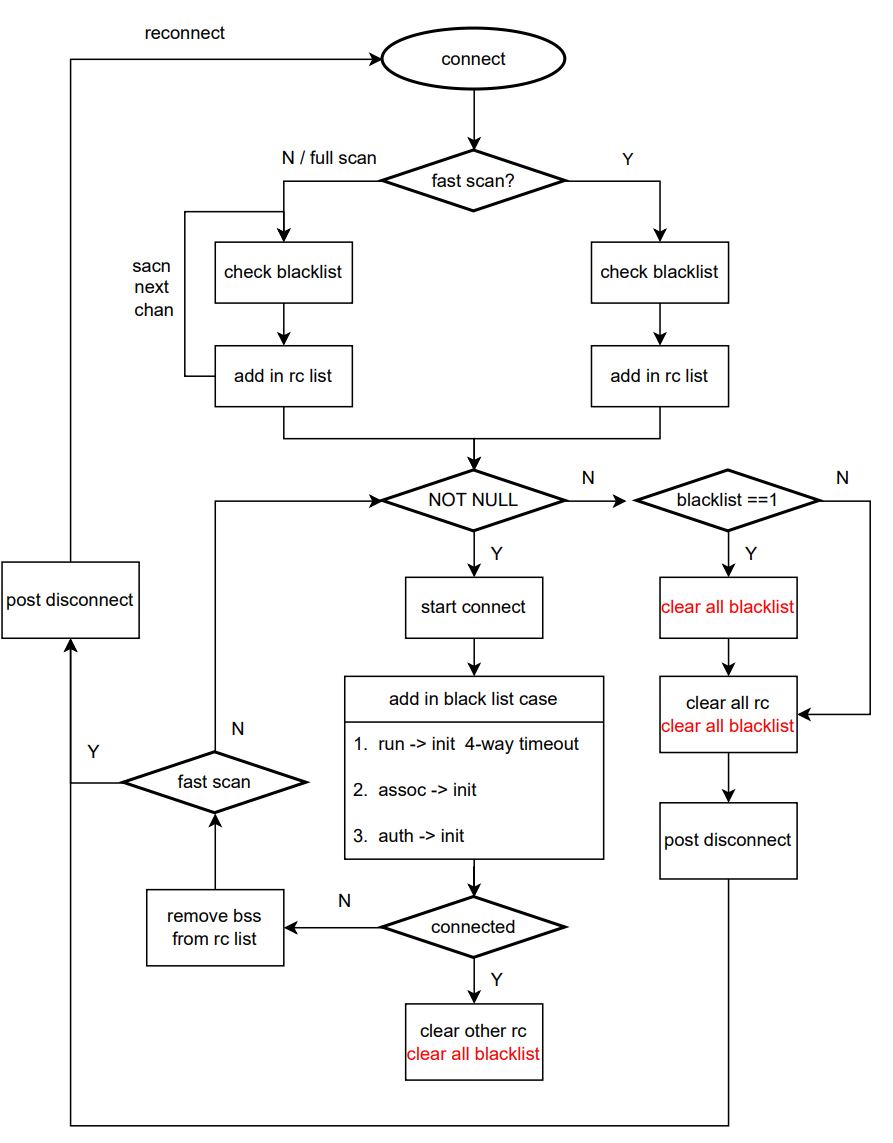 reconnect
connect
N / full scan
Y
fast scan?
sacn
next
chan
check blacklist
check blacklist
add in rc list
add in rc list
NOT NULL
N
blacklist ==1
N
Y
Y
post disconnect
start connect
clear all blacklist
add in black list case
1. run -> init 4-way timeout
2. assoc -> init
3. auth -> init
clear all rc
clear all blacklist
N
Y
fast scan
post disconnect
remove bss
from rc list
N
connected
Y
clear other rc
clear all blacklist